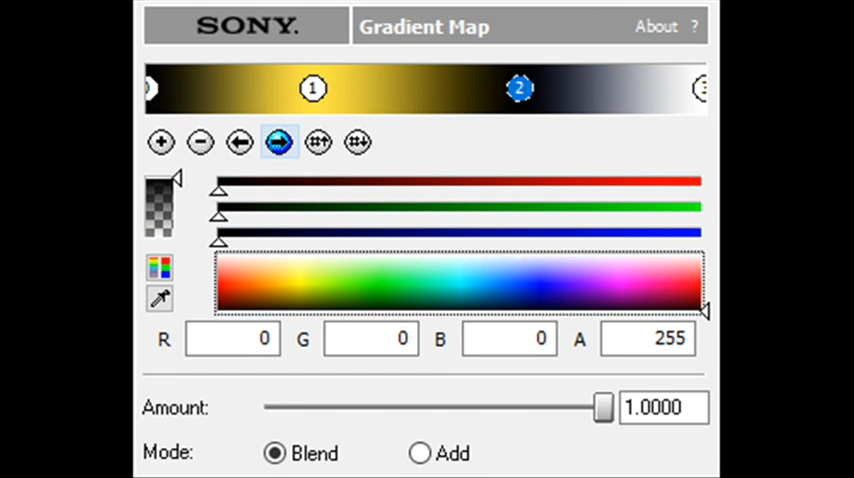 SONY. Gradient Map About ?
1 2
R 0 G 0 B 0 A 255
Amount: 1.0000
Mode: Blend Add